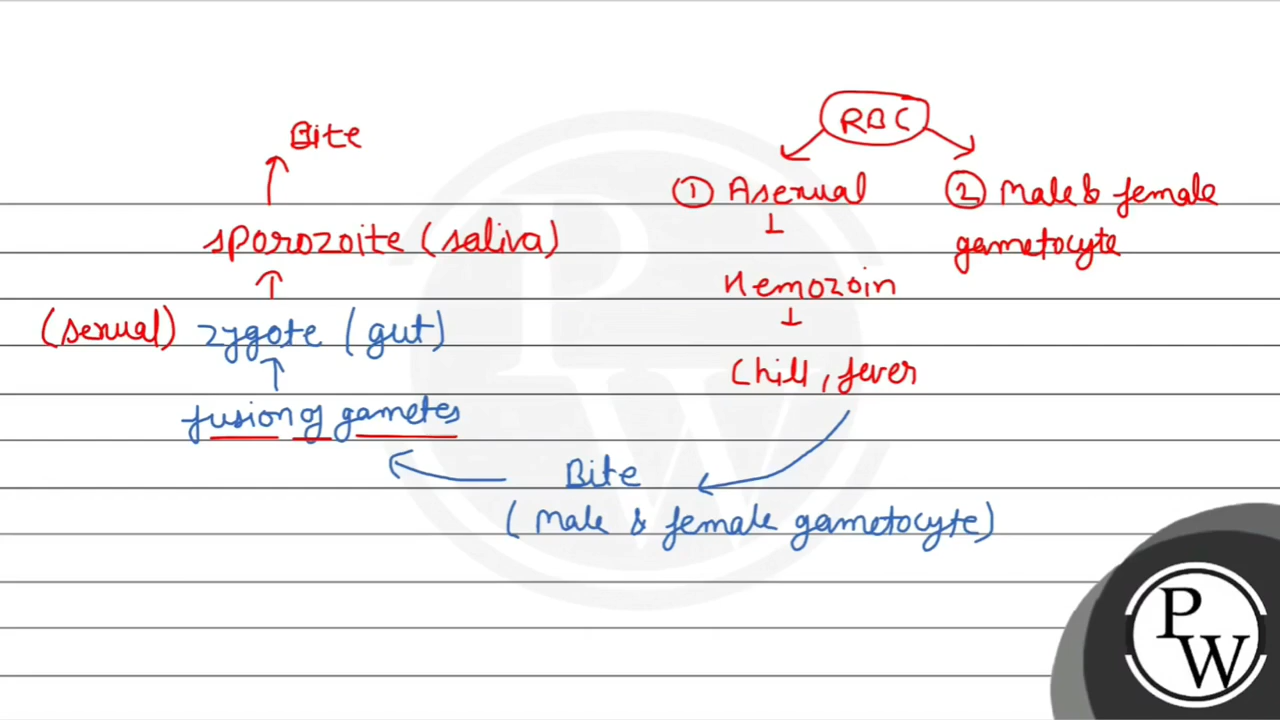 Bite
sporozoite (saliva)
(sexual) zygote (gut)
fusion of gametes
RBC
① Asexual
② Male & female
gametocyte
Hemozoin
Chill, fever
Bite
(male & female gametocyte)
PW
PW